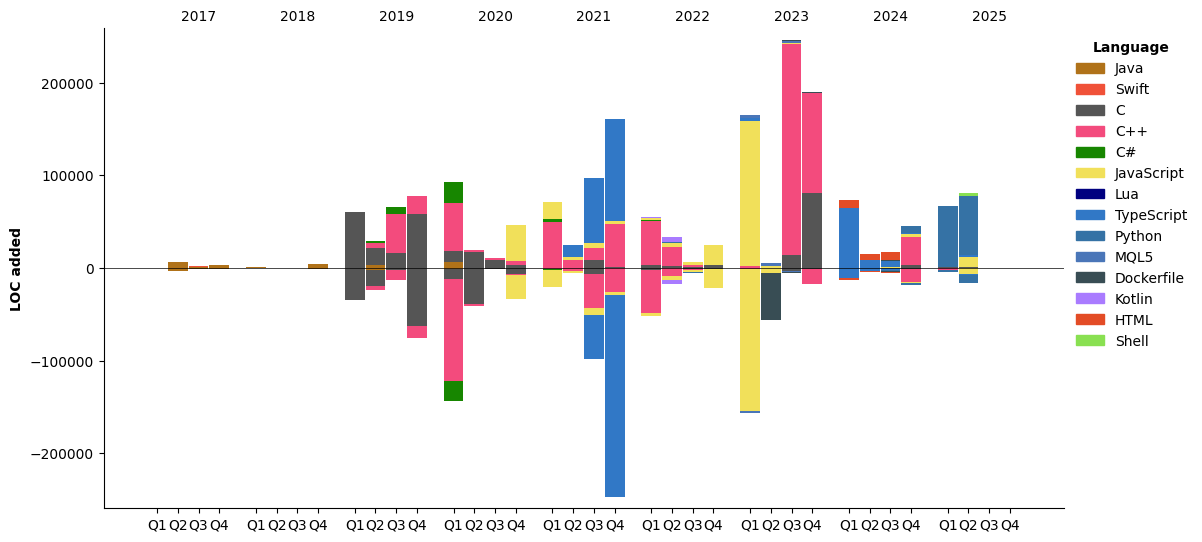 2017 2018 2019 2020 2021 2022 2023 2024 2025
LOC added
200000
100000
0
−100000
−200000
Q1 Q2 Q3 Q4 Q1 Q2 Q3 Q4 Q1 Q2 Q3 Q4 Q1 Q2 Q3 Q4 Q1 Q2 Q3 Q4 Q1 Q2 Q3 Q4 Q1 Q2 Q3 Q4 Q1 Q2 Q3 Q4 Q1 Q2 Q3 Q4
Language
Java
Swift
C
C++
C#
JavaScript
Lua
TypeScript
Python
MQL5
Dockerfile
Kotlin
HTML
Shell